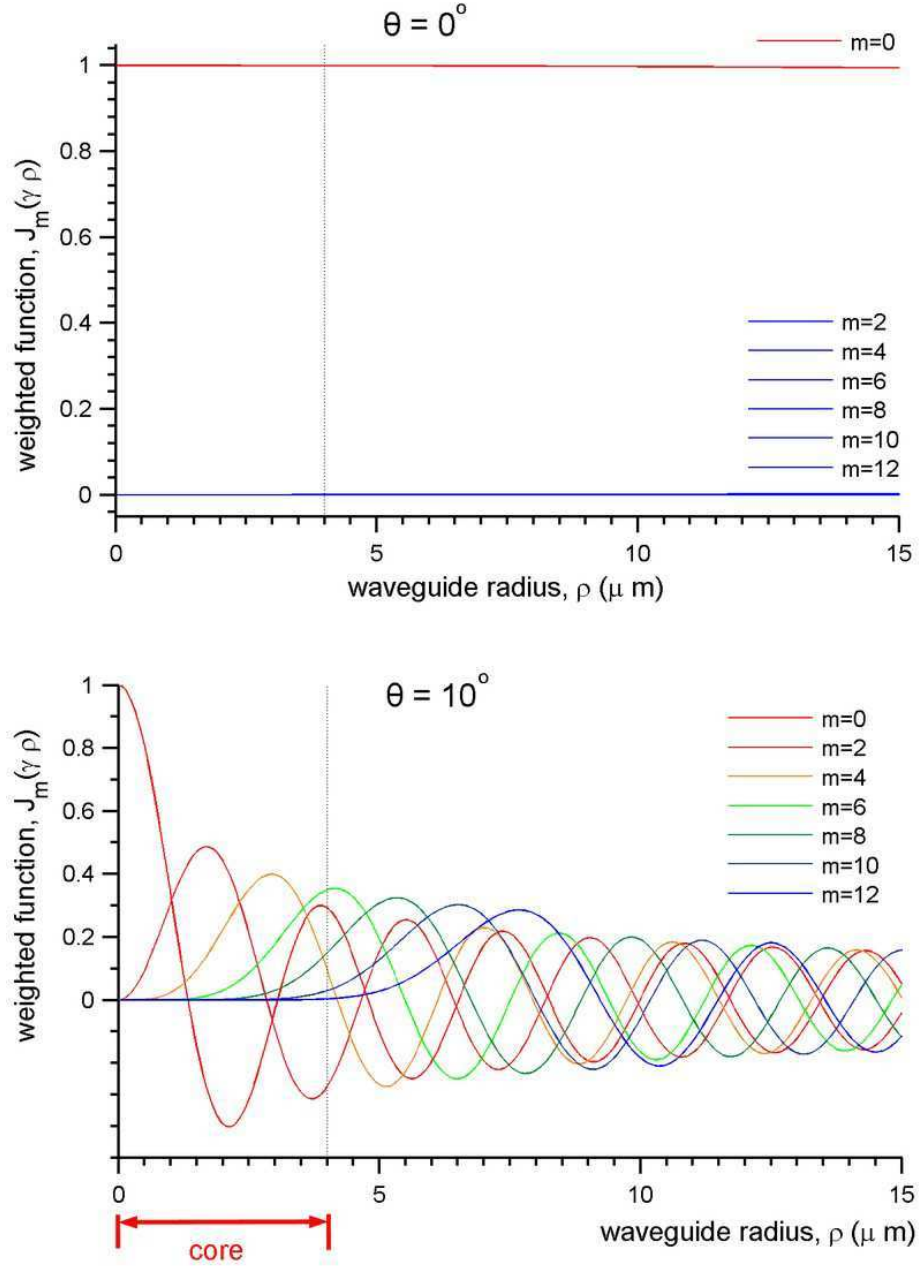 θ = 0°
m=0
1
0.8
0.6
0.4
0.2
0
weighted function, J_m(γ ρ)
m=2
m=4
m=6
m=8
m=10
m=12
0 5 10 15
waveguide radius, ρ (μ m)
θ = 10°
1
0.8
0.6
0.4
0.2
0
weighted function, J_m(γ ρ)
m=0
m=2
m=4
m=6
m=8
m=10
m=12
0 5 10 15
waveguide radius, ρ (μ m)
core